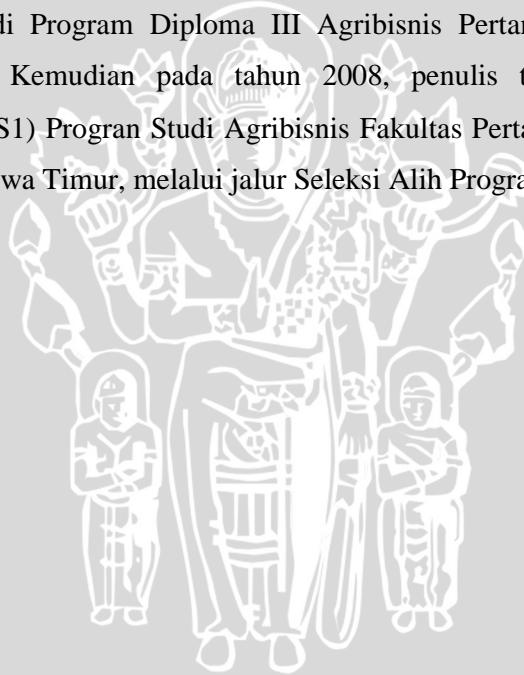 di Program Diploma III Agribisnis Pertan
Kemudian pada tahun 2008, penulis t
S1) Progran Studi Agribisnis Fakultas Perta
wa Timur, melalui jalur Seleksi Alih Progra